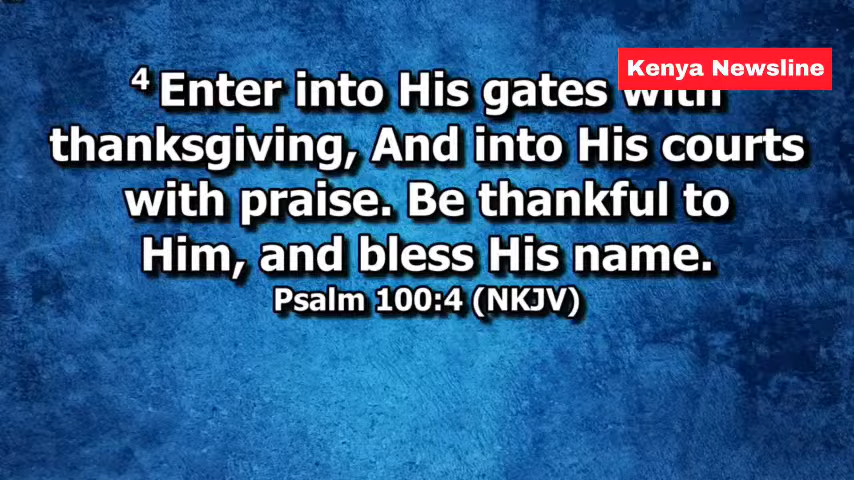 Kenya Newsline
4 Enter into His gates with
thanksgiving, And into His courts
with praise. Be thankful to
Him, and bless His name.
Psalm 100:4 (NKJV)